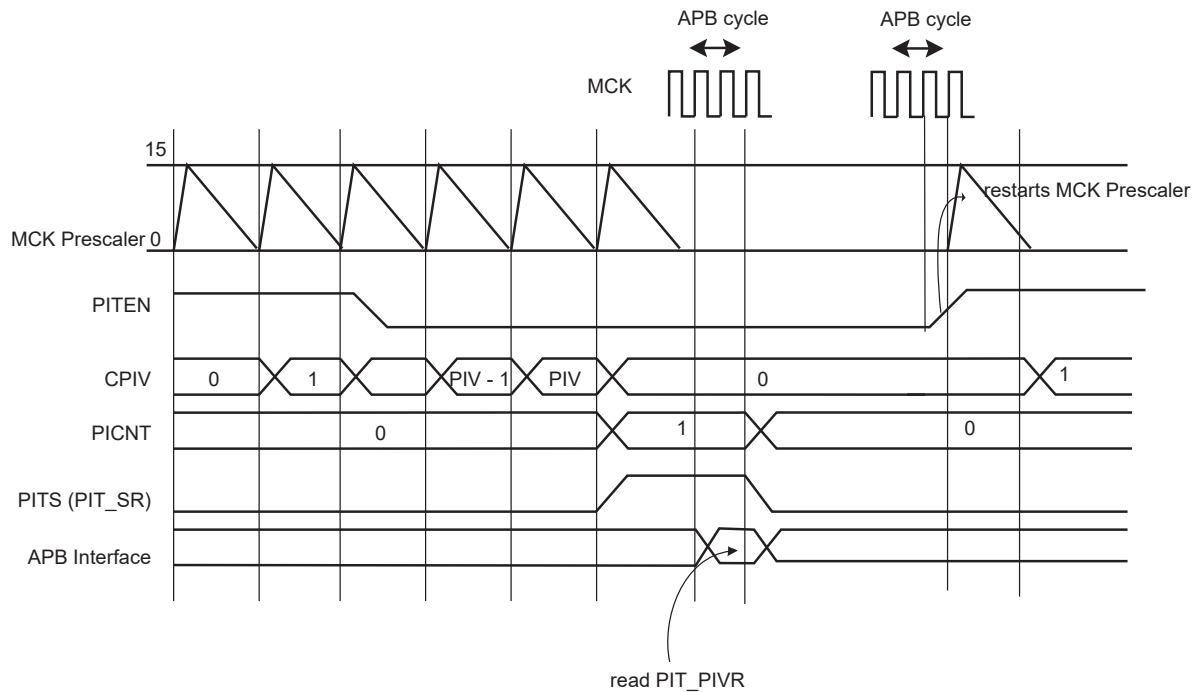 APB cycle APB cycle
MCK
15
restarts MCK Prescaler
MCK Prescaler 0
PITEN
CPIV 0 1 PIV - 1 PIV 0 1
PICNT 0 1 0
PITS (PIT_SR)
APB Interface
read PIT_PIVR